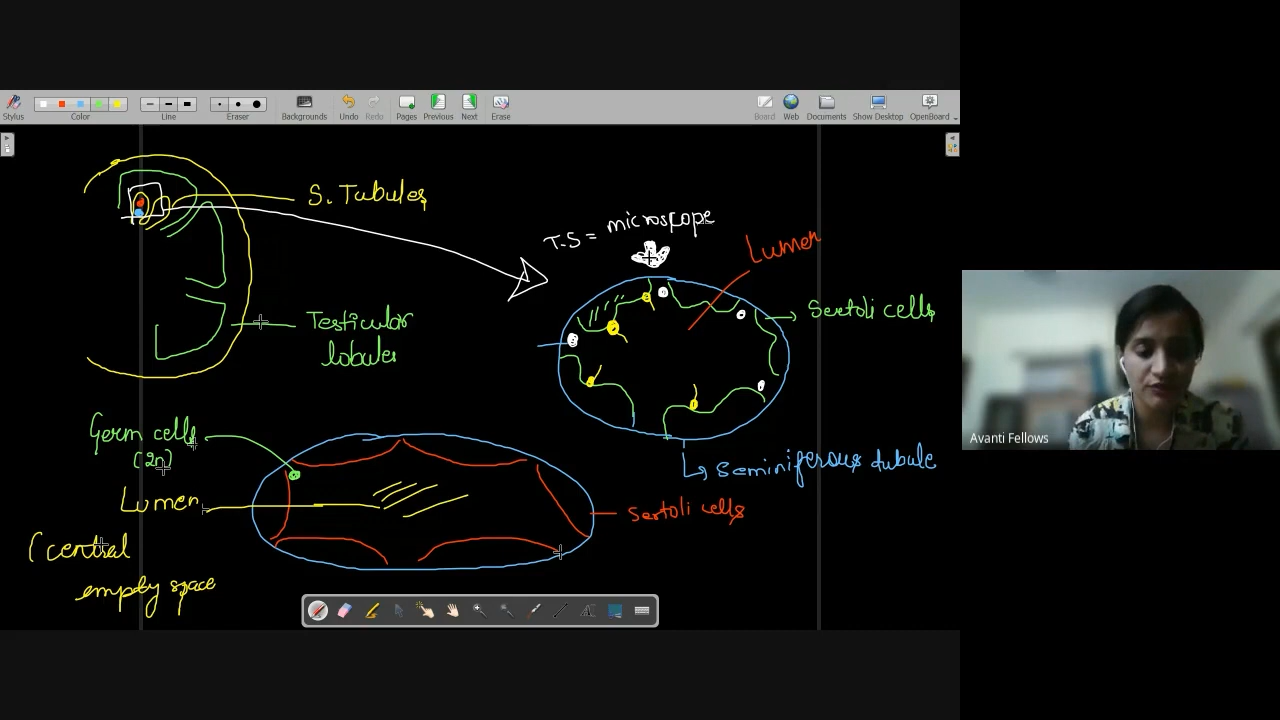 Stylus
Color
Line
Eraser
Backgrounds
Undo
Redo
Pages
Previous
Next
Erase
Board
Web
Documents
Show Desktop
OpenBoard
S. Tubules
T.S = microscope
Lumen
Sertoli cells
Testicular
lobules
Germ cells
(2n)
Lumen
(central
empty space
Sertoli cells
Seminiferous tubule
Avanti Fellows